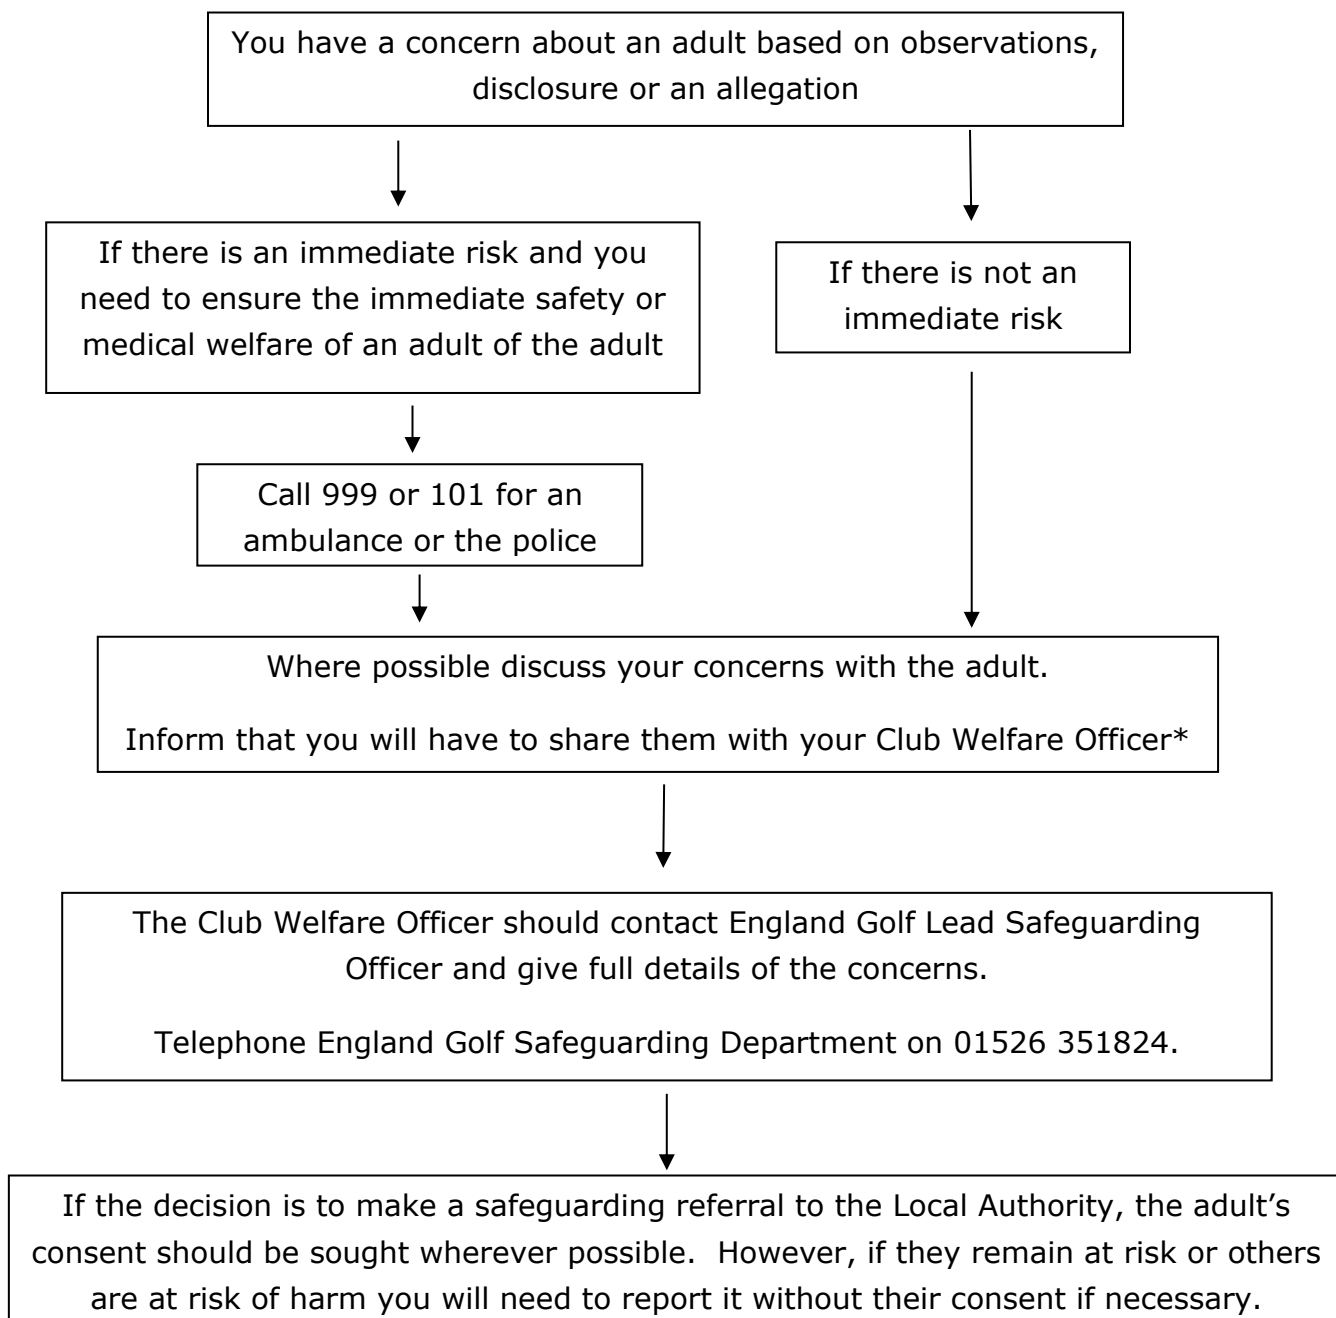 You have a concern about an adult based on observations,
disclosure or an allegation
If there is an immediate risk and you
need to ensure the immediate safety or
medical welfare of an adult of the adult
If there is not an
immediate risk
Call 999 or 101 for an
ambulance or the police
Where possible discuss your concerns with the adult.
Inform that you will have to share them with your Club Welfare Officer*
The Club Welfare Officer should contact England Golf Lead Safeguarding
Officer and give full details of the concerns.
Telephone England Golf Safeguarding Department on 01526 351824.
If the decision is to make a safeguarding referral to the Local Authority, the adult’s
consent should be sought wherever possible.  However, if they remain at risk or others
are at risk of harm you will need to report it without their consent if necessary.